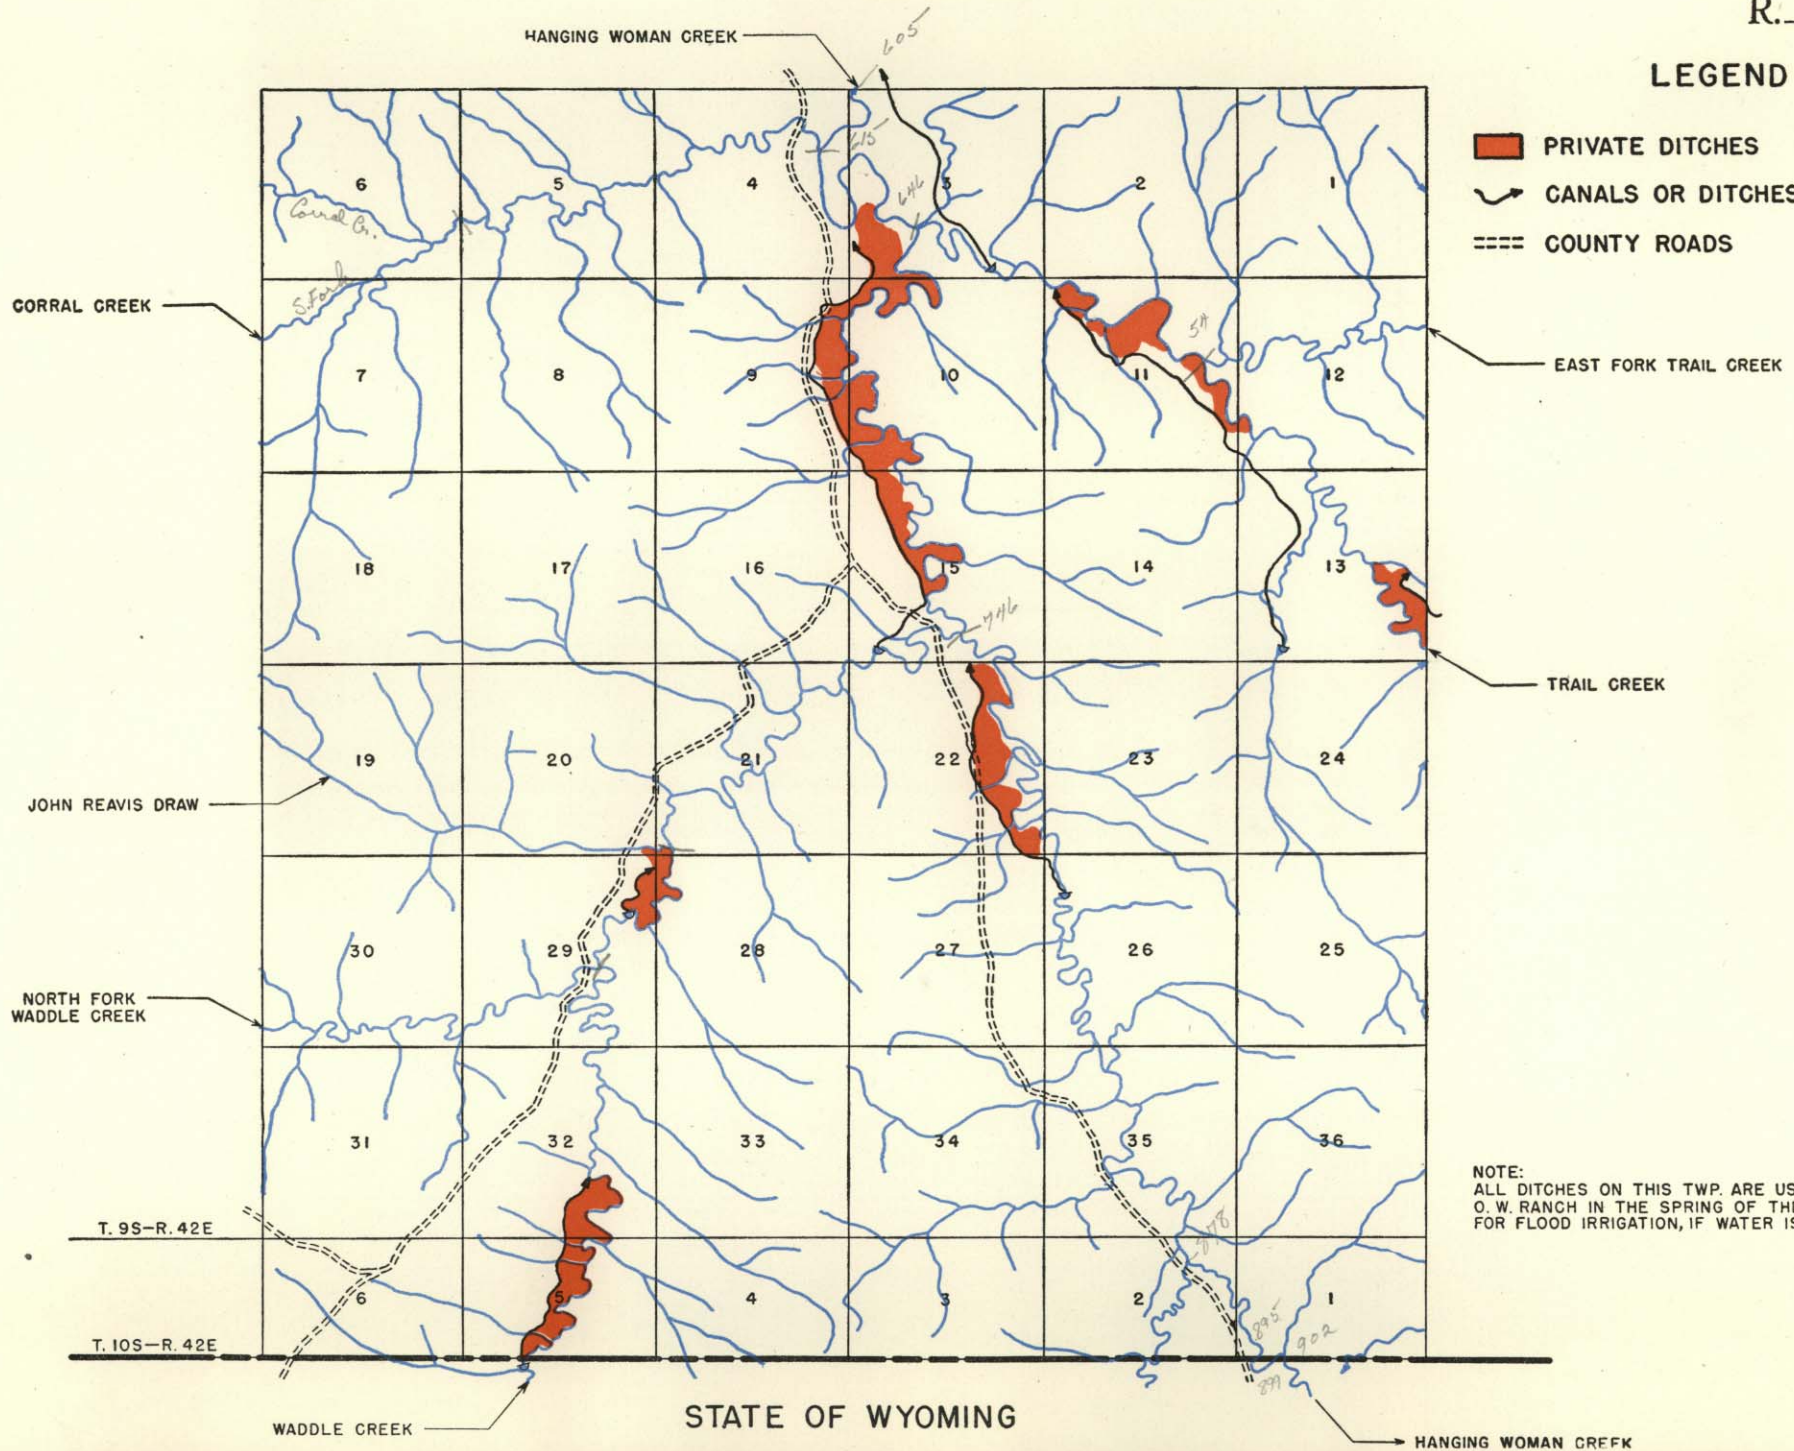 R.
HANGING WOMAN CREEK
605
LEGEND
PRIVATE DITCHES
CANALS OR DITCHES
COUNTY ROADS
615
646
6 5 4 3 2 1
Corral Cr.
S. Fork
CORRAL CREEK
54
EAST FORK TRAIL CREEK
7 8 9 10 11 12
18 17 16 15 14 13
746
TRAIL CREEK
19 20 21 22 23 24
JOHN REAVIS DRAW
30 29 28 27 26 25
NORTH FORK
WADDLE CREEK
31 32 33 34 35 36
NOTE:
ALL DITCHES ON THIS TWP. ARE US
O. W. RANCH IN THE SPRING OF TH
FOR FLOOD IRRIGATION, IF WATER IS
T. 9S-R. 42E
878
6 5 4 3 2 1
895
902
T. 10S-R. 42E
899
STATE OF WYOMING
WADDLE CREEK
HANGING WOMAN CREEK